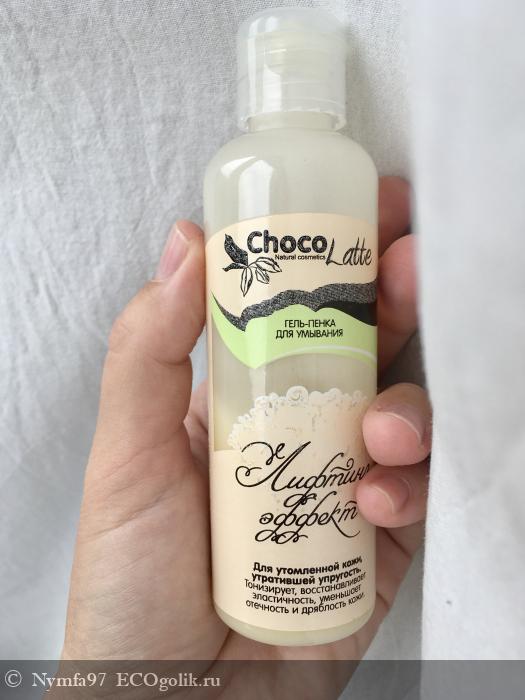 Choco
Natural cosmetics
Latte
ГЕЛЬ-ПЕНКА
ДЛЯ УМЫВАНИЯ
Лифтинг
эффект
Для утомленной кожи,
утратившей упругость.
Тонизирует, восстанавливает
эластичность, уменьшает
отечность и дряблость кожи.
© Nymfa97 ECOgolik.ru